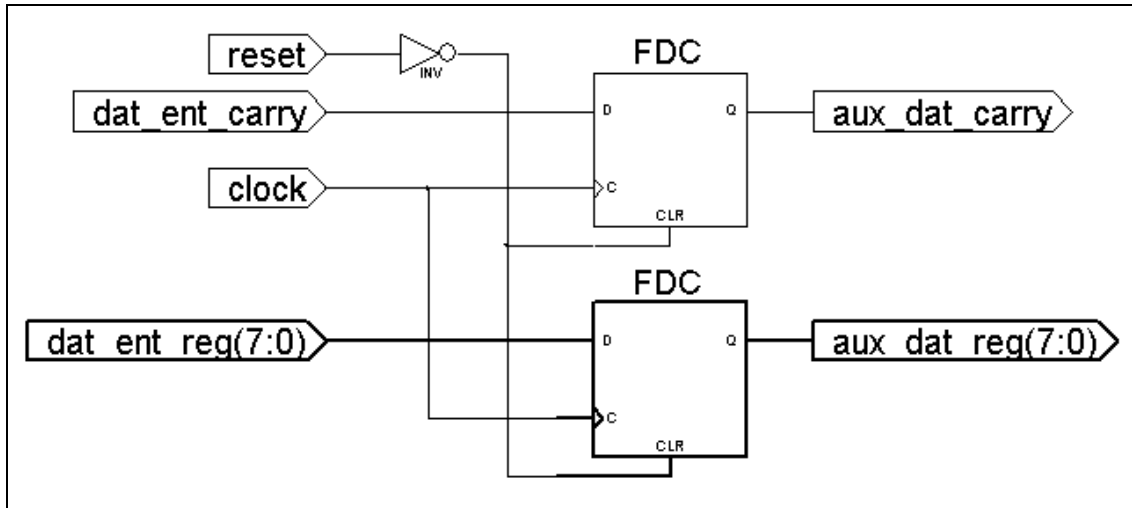 reset
INV
FDC
dat_ent_carry
D
Q
aux_dat_carry
clock
C
CLR
FDC
dat_ent_reg(7:0)
D
Q
aux_dat_reg(7:0)
C
CLR